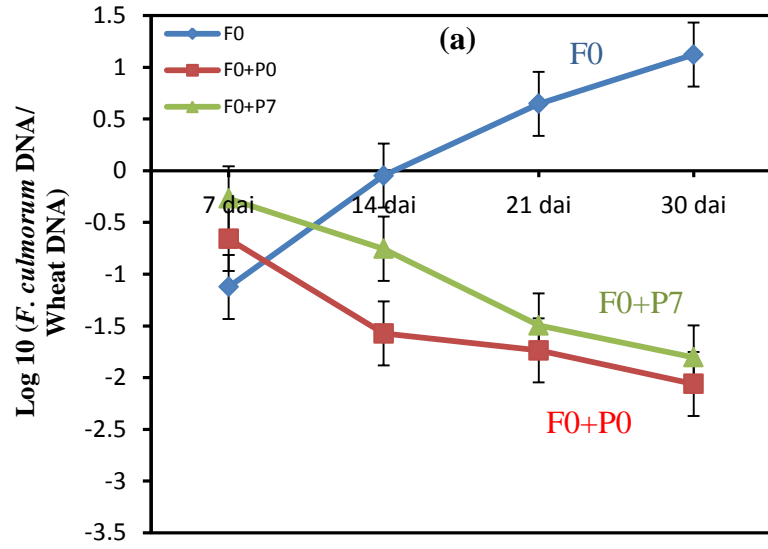 (a)
F0
F0+P0
F0+P7
F0
F0+P7
F0+P0
Log 10 (F. culmorum DNA/
Wheat DNA)
1.5
1
0.5
0
-0.5
-1
-1.5
-2
-2.5
-3
-3.5
7 dai
14 dai
21 dai
30 dai